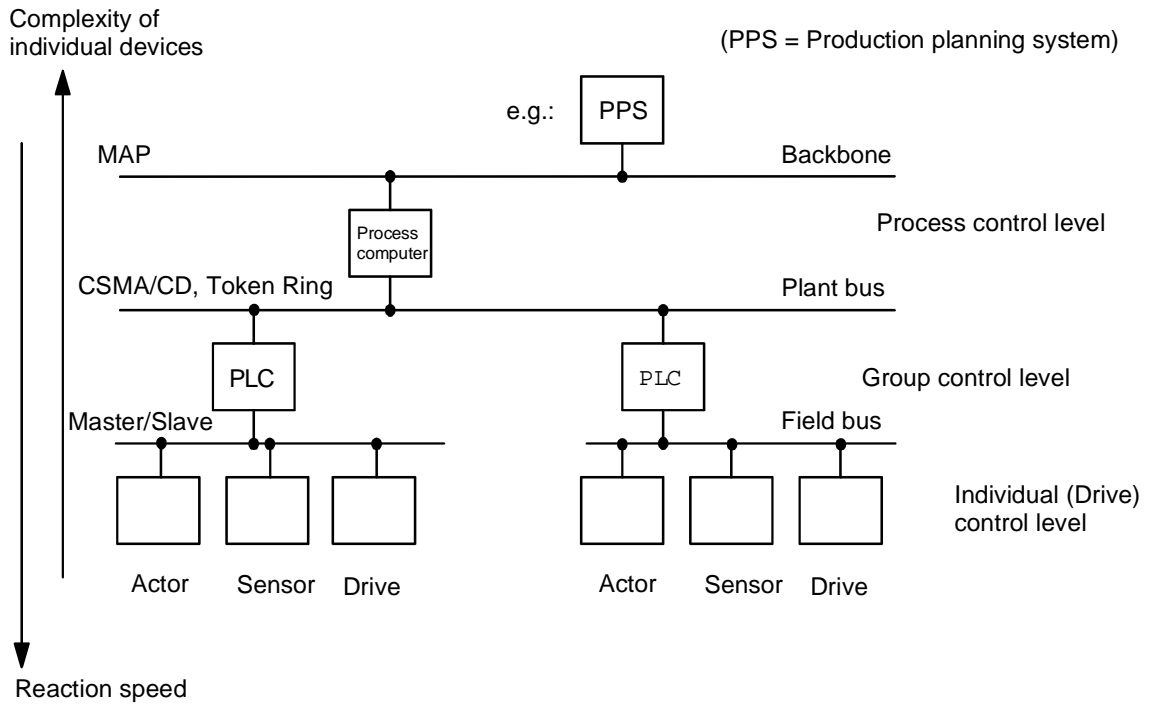 Complexity of
individual devices
(PPS = Production planning system)
e.g.:
PPS
MAP
Backbone
Process
computer
Process control level
CSMA/CD, Token Ring
Plant bus
PLC
PLC
Group control level
Master/Slave
Field bus
Individual (Drive)
control level
Actor
Sensor
Drive
Actor
Sensor
Drive
Reaction speed